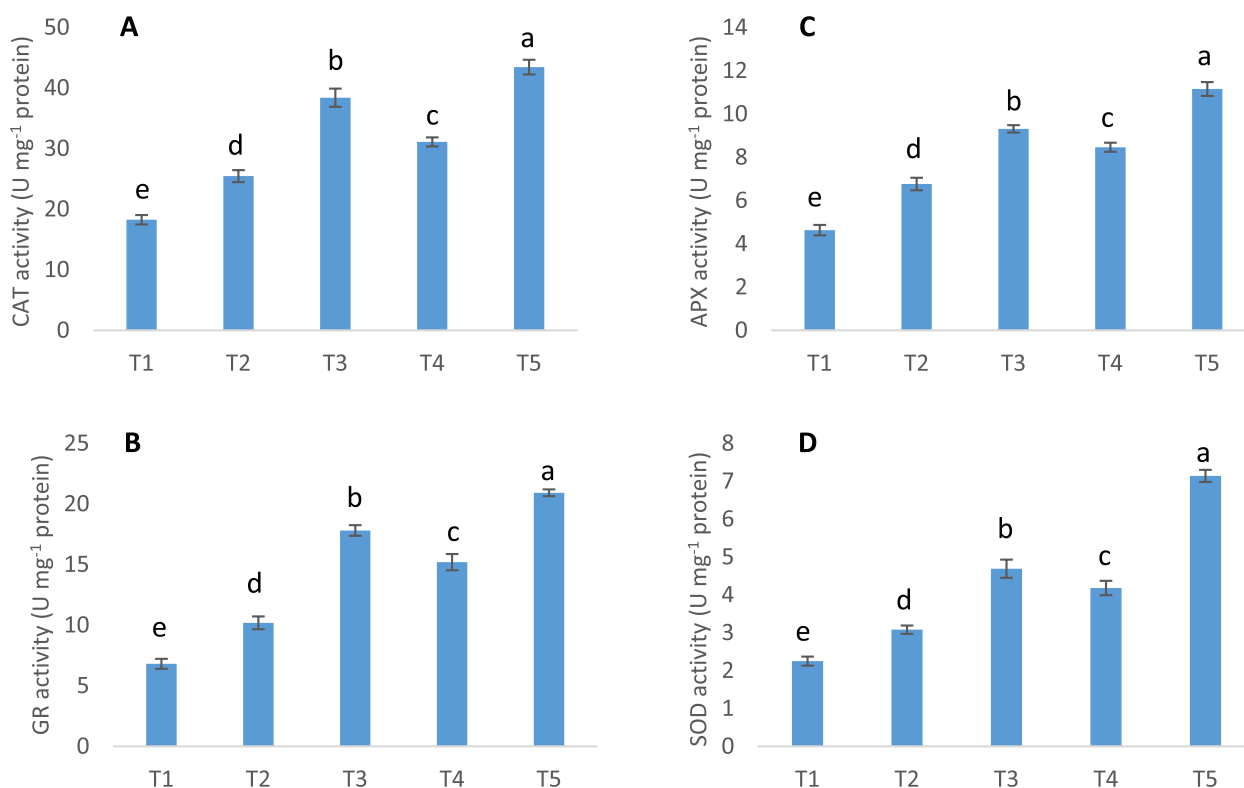 A
CAT activity (U mg⁻¹ protein)
50
40
30
20
10
0
e
d
b
c
a
T1 T2 T3 T4 T5
C
APX activity (U mg⁻¹ protein)
14
12
10
8
6
4
2
0
e
d
b
c
a
T1 T2 T3 T4 T5
B
GR activity (U mg⁻¹ protein)
25
20
15
10
5
0
e
d
b
c
a
T1 T2 T3 T4 T5
D
SOD activity (U mg⁻¹ protein)
8
7
6
5
4
3
2
1
0
e
d
b
c
a
T1 T2 T3 T4 T5